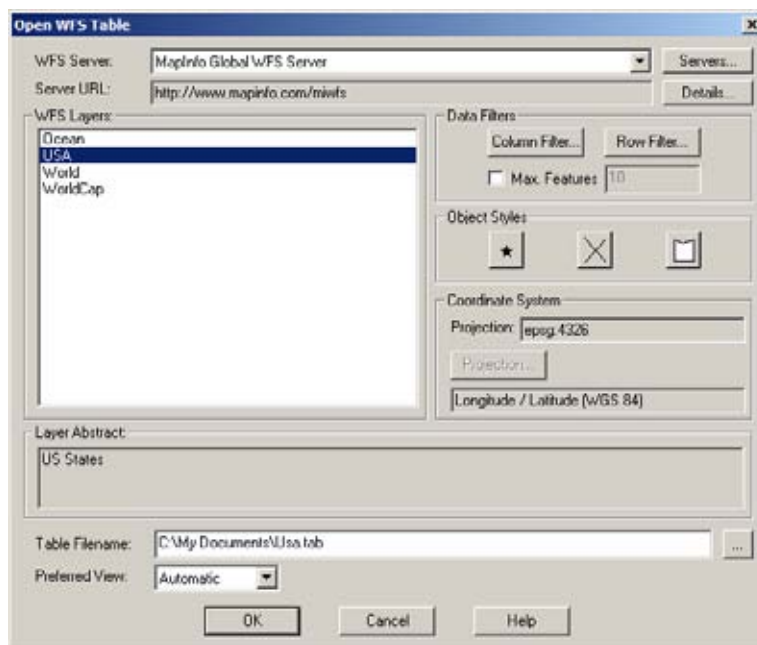 Open WFS Table
WFS Server: MapInfo Global WFS Server Servers...
Server URL: http://www.mapinfo.com/miwfs Details...
WFS Layers:
Ocean
USA
World
WorldCap
Data Filters
Column Filter... Row Filter...
Max. Features 10
Object Styles
Coordinate System
Projection: epsg:4326
Projection...
Longitude / Latitude (WGS 84)
Layer Abstract:
US States
Table Filename: C:\My Documents\Usa.tab ...
Preferred View: Automatic
OK Cancel Help